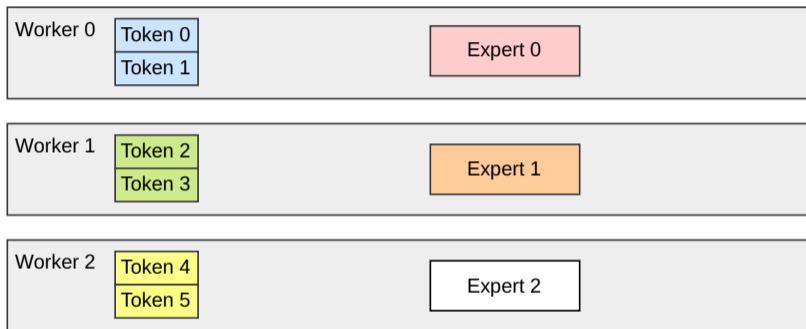 Worker 0
Token 0
Token 1
Expert 0
Worker 1
Token 2
Token 3
Expert 1
Worker 2
Token 4
Token 5
Expert 2